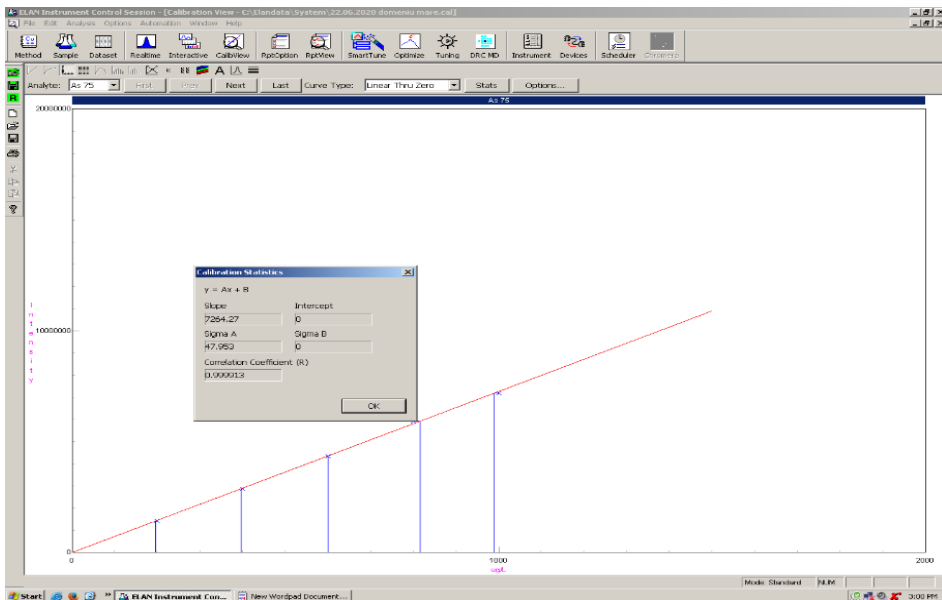 ELAN Instrument Control Session - [Calibration View - C:\Elandata\System\22.06.2020 domeniu mare.cal]
File Edit Analysis Options Automation Window Help
Method Sample Dataset Realtime Interactive CalibView RptOption RptView SmartTune Optimize Tuning DRC MD Instrument Devices Scheduler Chromera
Analyte: As 75 First Prev Next Last Curve Type: Linear Thru Zero Stats Options...
As 75
20000000
Calibration Statistics
y = Ax + B
Slope Intercept
7264.27 0
Sigma A Sigma B
47.953 0
Correlation Coefficient (R)
0.999913
OK
Intensity
10000000
0
0 1000 2000
ug/L
Mode: Standard NUM
Start ELAN Instrument Con... New Wordpad Document... 3:00 PM